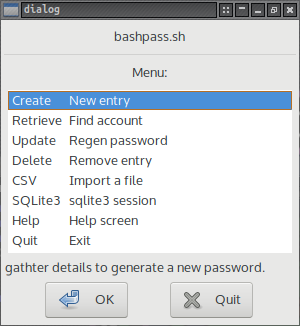 dialog
bashpass.sh
Menu:
Create New entry
Retrieve Find account
Update Regen password
Delete Remove entry
CSV Import a file
SQLite3 sqlite3 session
Help Help screen
Quit Exit
gathter details to generate a new password.
OK Quit